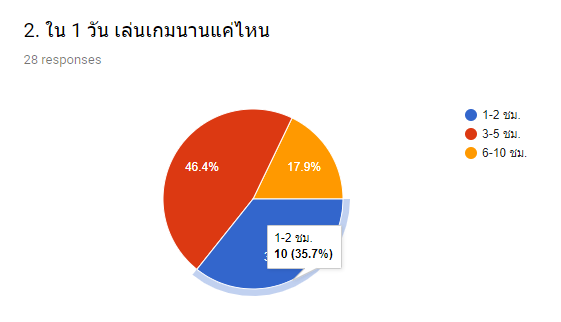 2. ใน 1 วัน เล่นเกมนานแค่ไหน
28 responses
46.4%
17.9%
1-2 ชม.
10 (35.7%)
1-2 ชม.
3-5 ชม.
6-10 ชม.